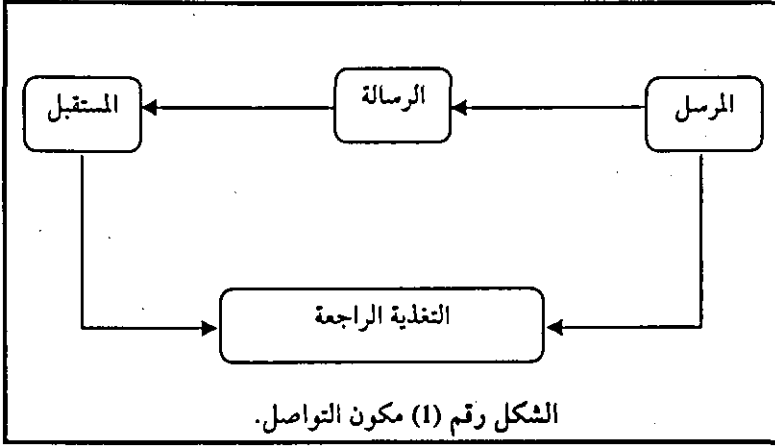 المرسل
الرسالة
المستقبل
التغذية الراجعة
الشكل رقم (1) مكون التواصل.